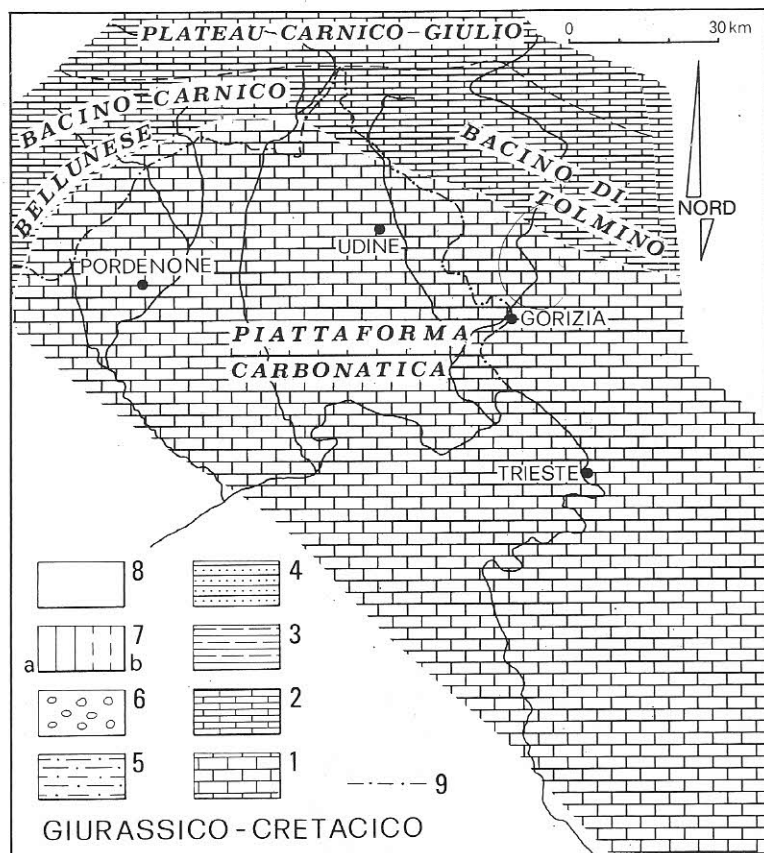 PLATEAU-CARNICO-GIULIO
0 30 km
BACINO CARNICO
BELLUNESE
BACINO DI
TOLMINO
NORD
UDINE
PORDENONE
GORIZIA
PIATTAFORMA
CARBONATICA
TRIESTE
8 4
a 7 b 3
6 2
5 1 9
GIURASSICO-CRETACICO